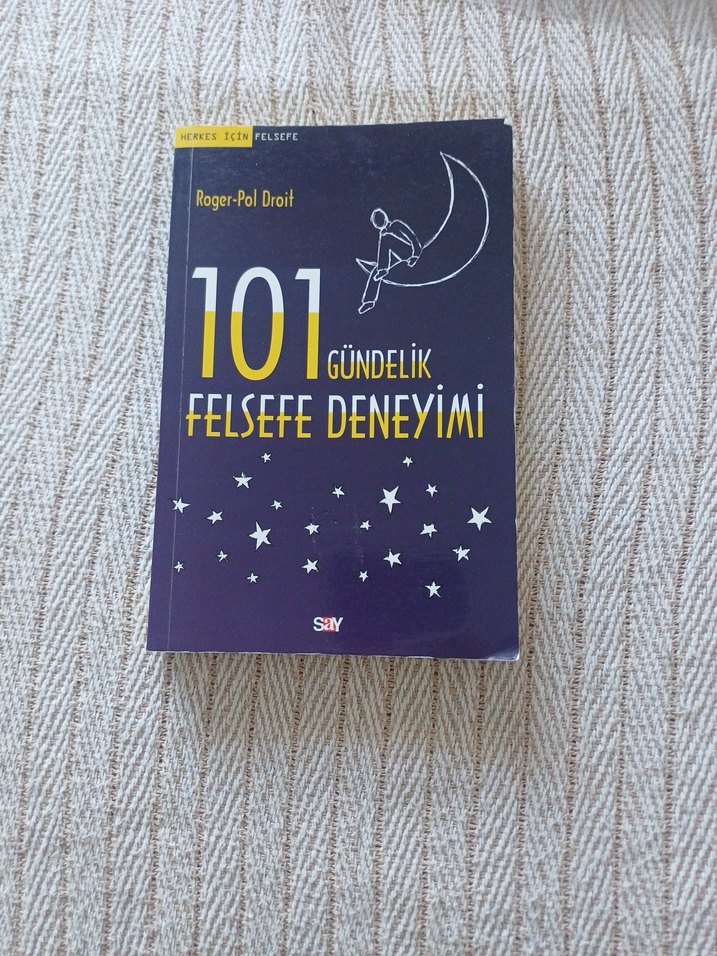 HERKES İÇİN FELSEFE
Roger-Pol Droit
101 GÜNDELİK
FELSEFE DENEYİMİ
SAY